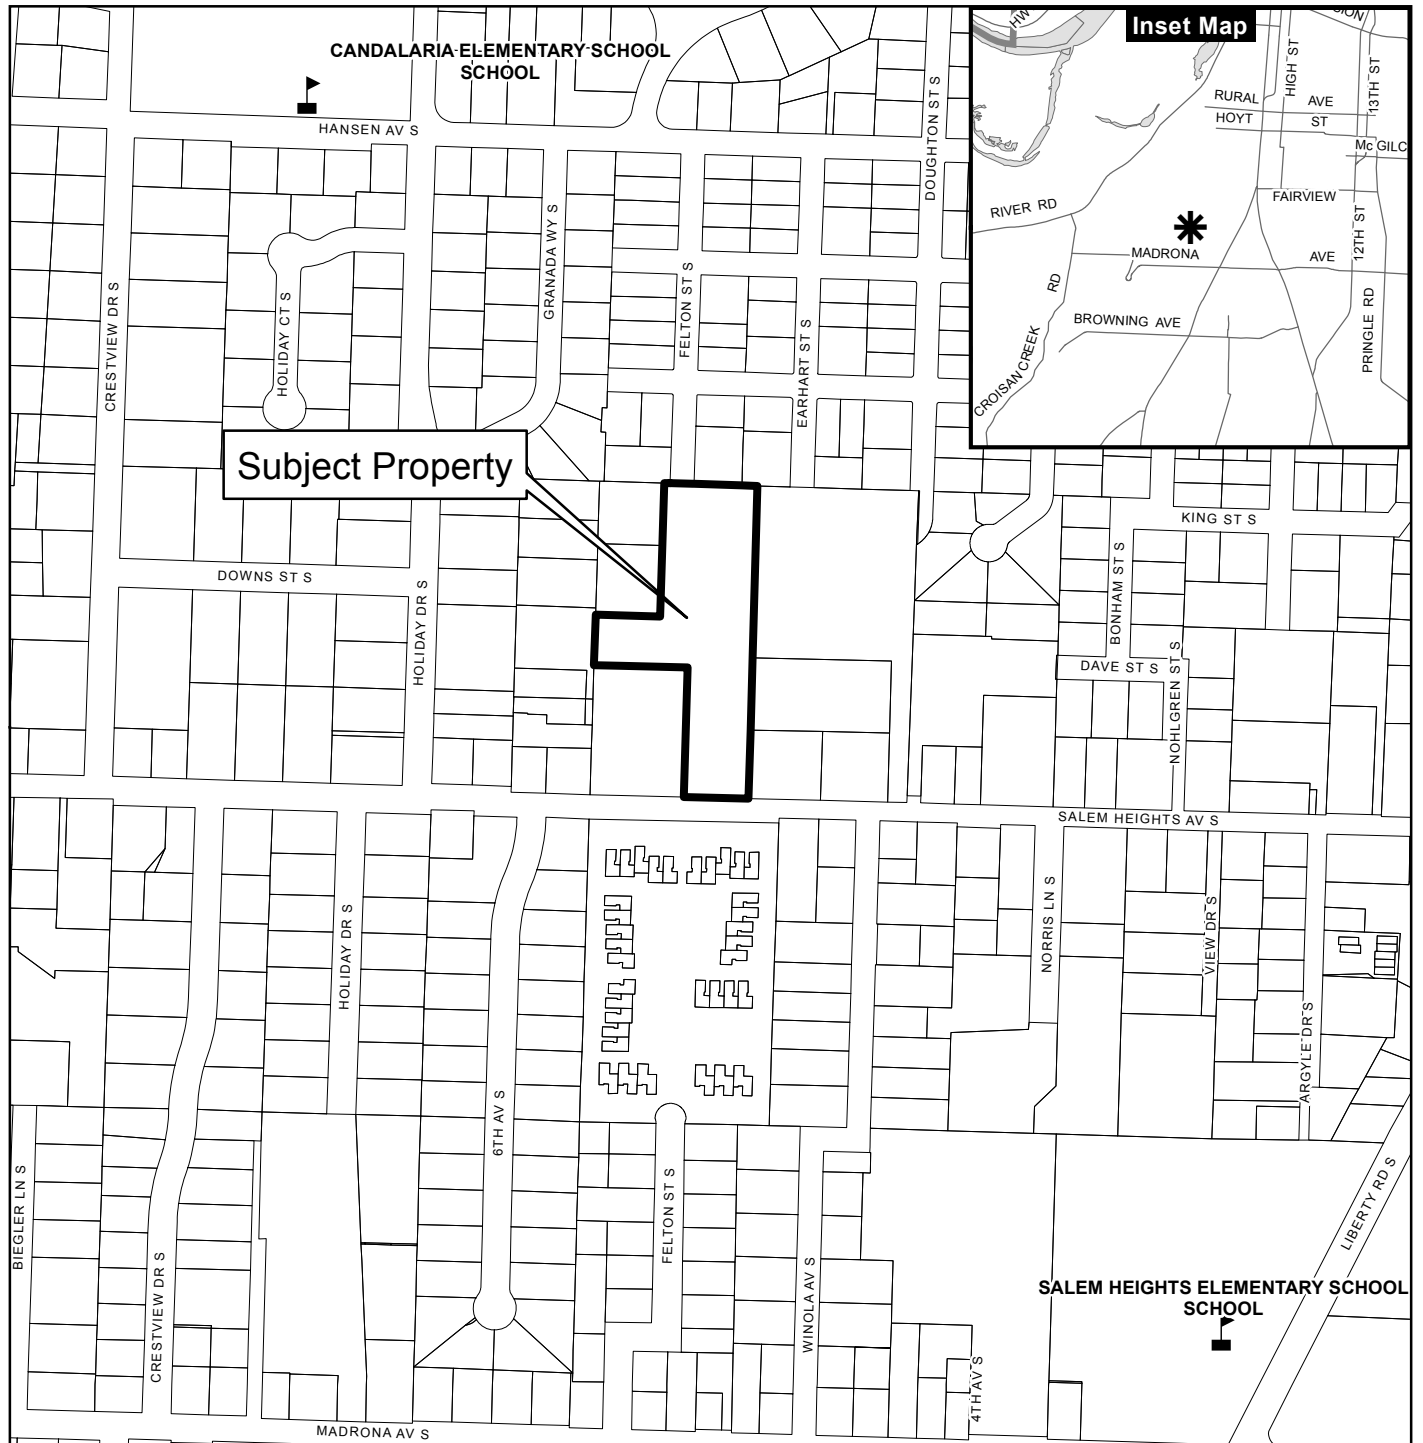 CANDALARIA ELEMENTARY SCHOOL
SCHOOL
HANSEN AV S
DOUGHTON ST S
GRANADA WY S
FELTON ST S
HOLIDAY CT S
CRESTVIEW DR S
EARHART ST S
Subject Property
DOWNS ST S
HOLIDAY DR S
KING ST S
BONHAM ST S
DAVE ST S
NOHLGREN ST S
SALEM HEIGHTS AV S
HOLIDAY DR S
NORRIS LN S
VIEW DR S
ARGYLE DR S
6TH AV S
BIEGLER LN S
CRESTVIEW DR S
FELTON ST S
WINOLA AV S
LIBERTY RD S
SALEM HEIGHTS ELEMENTARY SCHOOL
SCHOOL
4TH AV S
MADRONA AV S
Inset Map
HW
SION
HIGH ST
13TH ST
RURAL AVE
HOYT ST
Mc GILC
FAIRVIEW
RIVER RD
12TH ST
MADRONA AVE
CROISAN CREEK RD
BROWNING AVE
PRINGLE RD